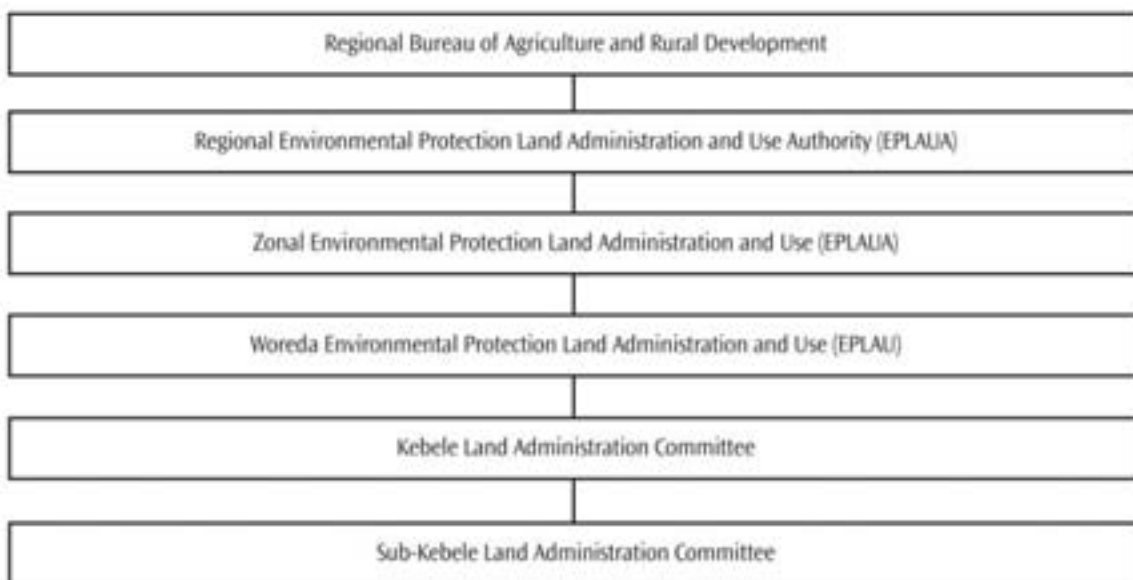 Regional Bureau of Agriculture and Rural Development
Regional Environmental Protection Land Administration and Use Authority (EPLAUA)
Zonal Environmental Protection Land Administration and Use (EPLAUA)
Woreda Environmental Protection Land Administration and Use (EPLAU)
Kebele Land Administration Committee
Sub-Kebele Land Administration Committee